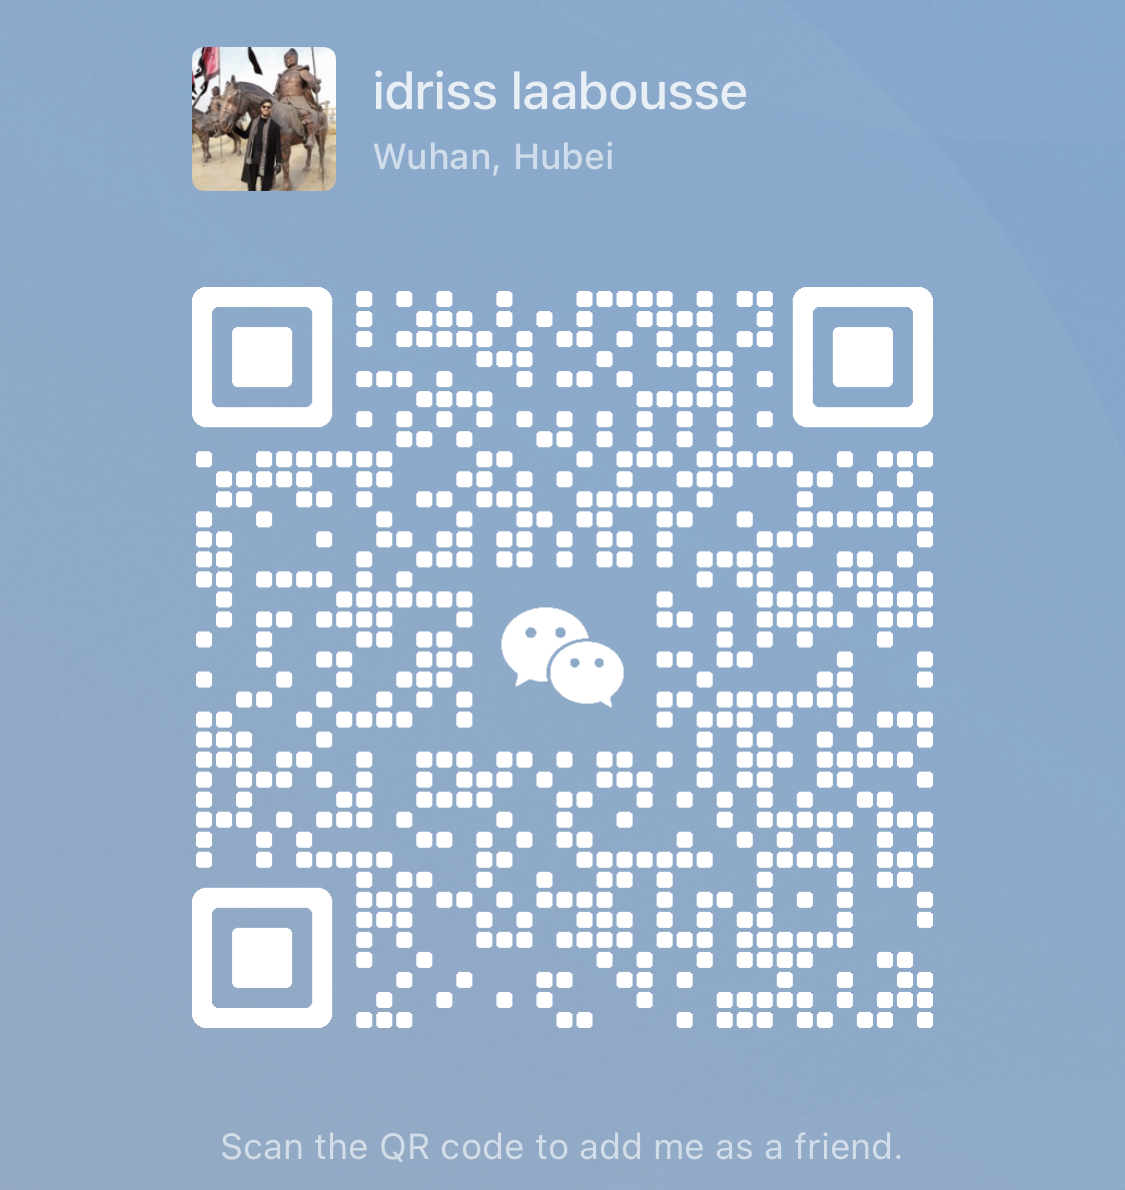 idriss laabousse
Wuhan, Hubei
Scan the QR code to add me as a friend.